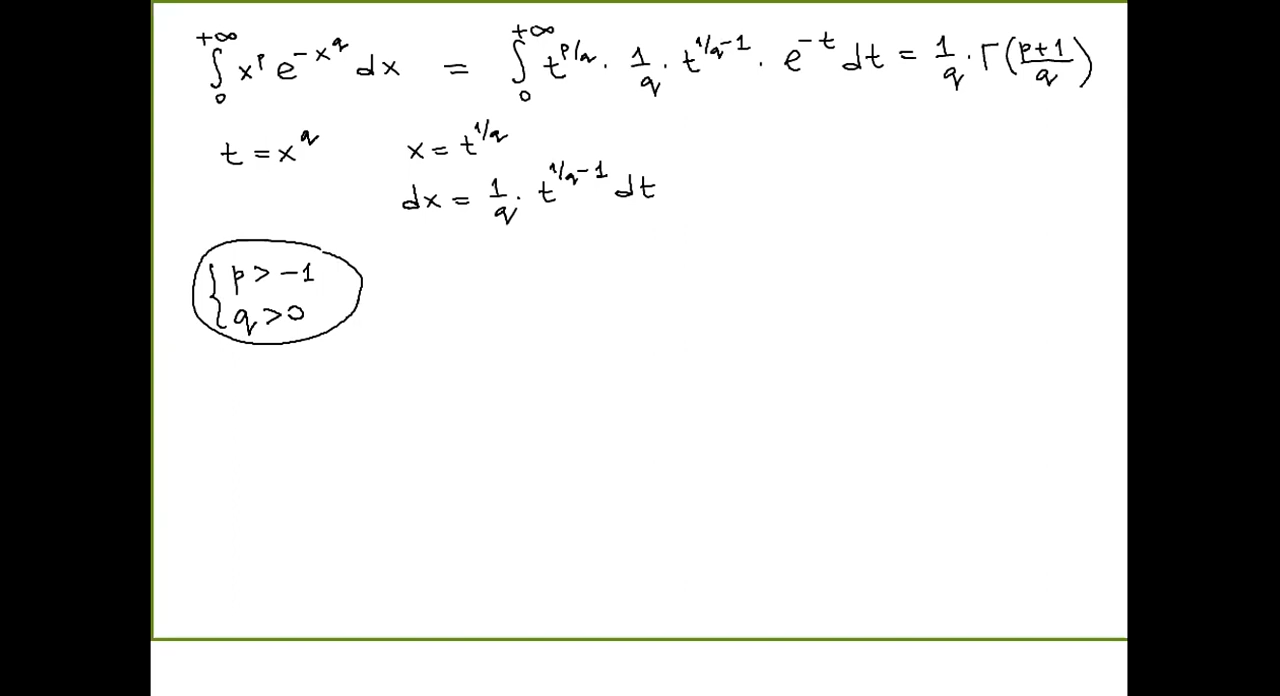 ∫₀^{+∞} x^p e^{-x^q} dx = ∫₀^{+∞} t^{p/q} · 1/q · t^{1/q-1} · e^{-t} dt = 1/q · Γ((p+1)/q)
t = x^q x = t^{1/q}
dx = 1/q · t^{1/q-1} dt
{ p > -1
q > 0